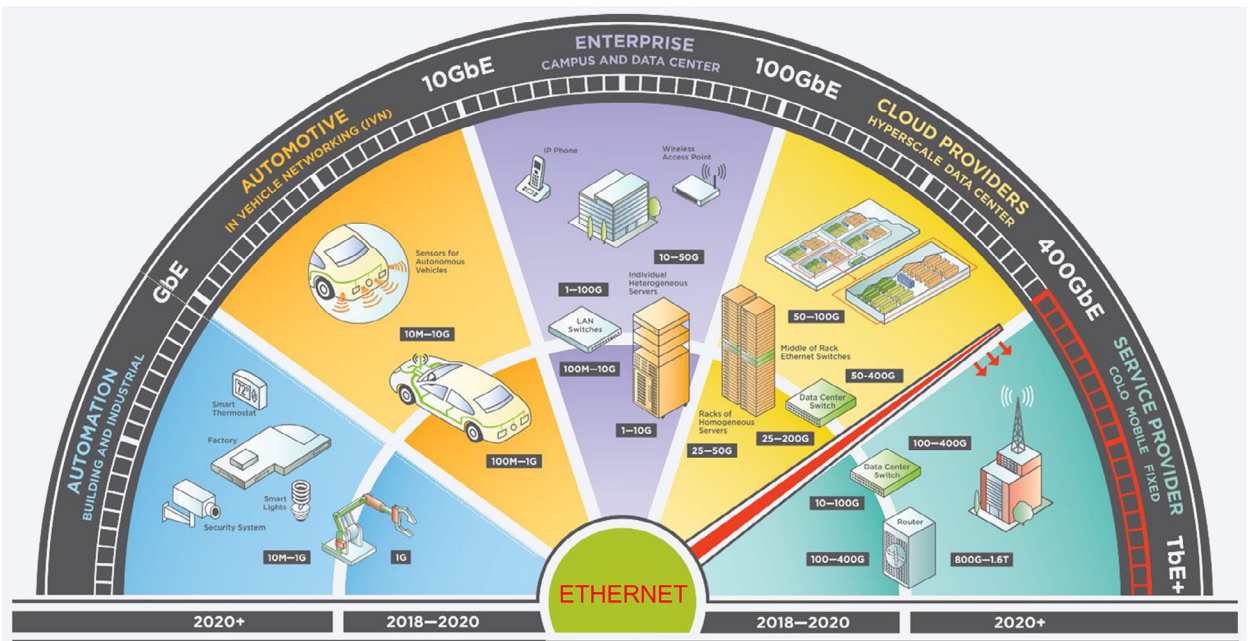 AUTOMATION
BUILDING AND INDUSTRIAL
GbE
AUTOMOTIVE
IN VEHICLE NETWORKING (IVN)
10GbE
ENTERPRISE
CAMPUS AND DATA CENTER
100GbE
CLOUD PROVIDERS
HYPERSCALE DATA CENTER
400GbE
SERVICE PROVIDER
COLO MOBILE FIXED
TbE+
Smart
Thermostat
72°
Factory
Smart
Lights
Security System
10M—1G
1G
Sensors for
Autonomous
Vehicles
10M—10G
100M—1G
IP Phone
Wireless
Access Point
10—50G
Individual
Heterogeneous
Servers
1—100G
LAN
Switches
100M—10G
1—10G
50—100G
Middle of Rack
Ethernet Switches
50-400G
Data Center
Switch
Racks of
Homogeneous
Servers
25—50G
25—200G
100—400G
Data Center
Switch
10—100G
Router
100—400G
800G—1.6T
ETHERNET
2020+
2018—2020
2018—2020
2020+